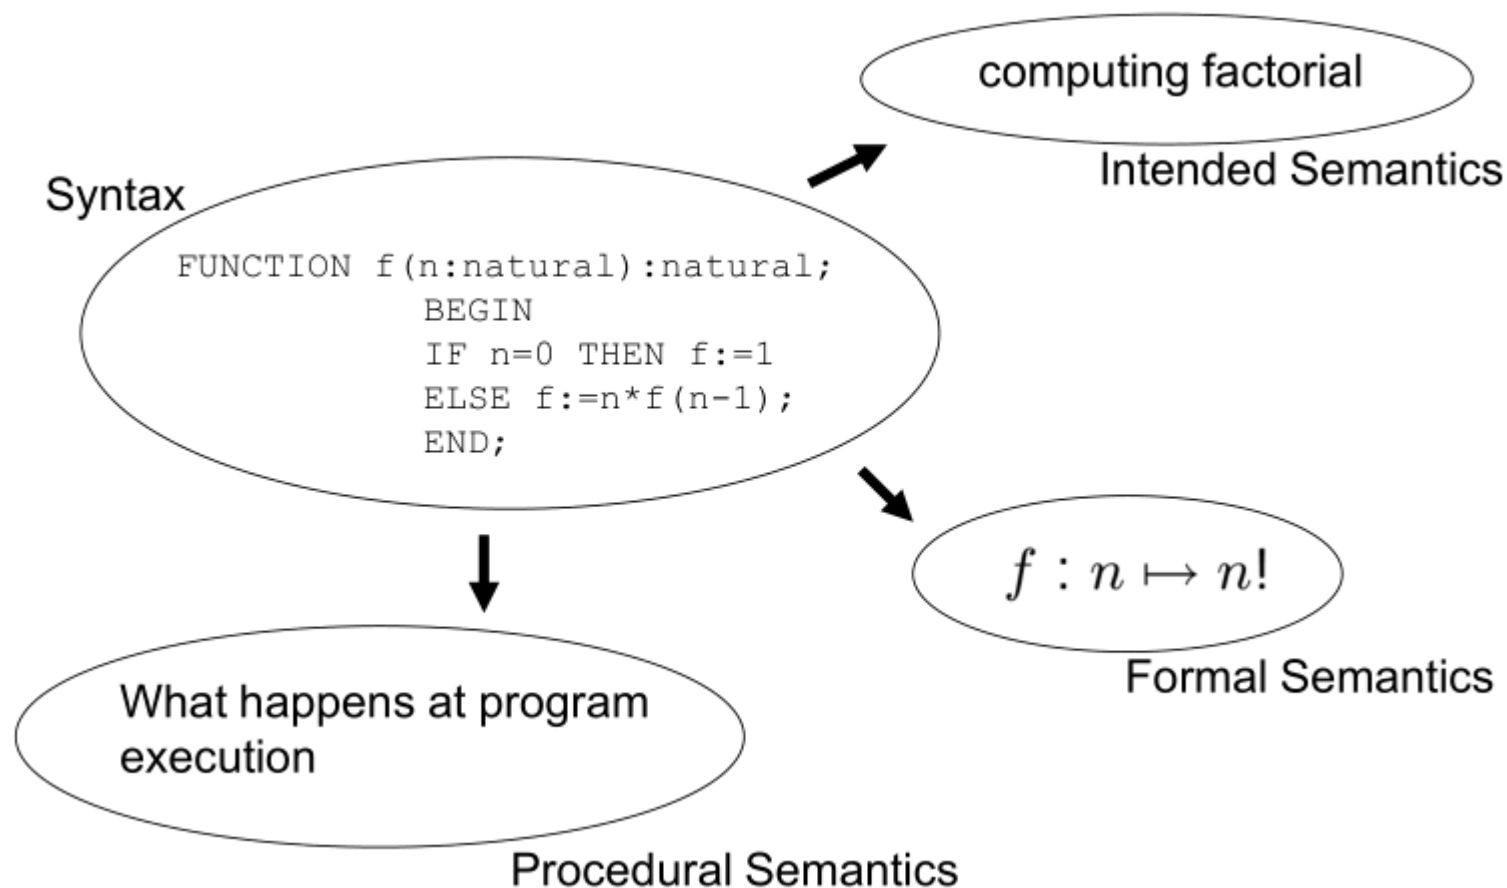 computing factorial
Intended Semantics
Syntax
FUNCTION f(n:natural):natural;
BEGIN
IF n=0 THEN f:=1
ELSE f:=n*f(n-1);
END;
f : n ↦ n!
Formal Semantics
What happens at program
execution
Procedural Semantics